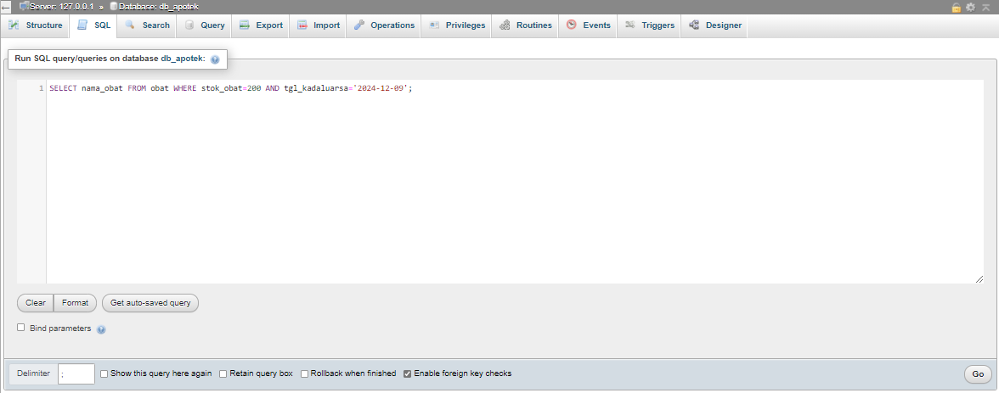 Server: 127.0.0.1 » Database: db_apotek
Structure SQL Search Query Export Import Operations Privileges Routines Events Triggers Designer
Run SQL query/queries on database db_apotek:
1 SELECT nama_obat FROM obat WHERE stok_obat=200 AND tgl_kadaluarsa='2024-12-09';
Clear Format Get auto-saved query
Bind parameters
Delimiter ; Show this query here again Retain query box Rollback when finished Enable foreign key checks Go